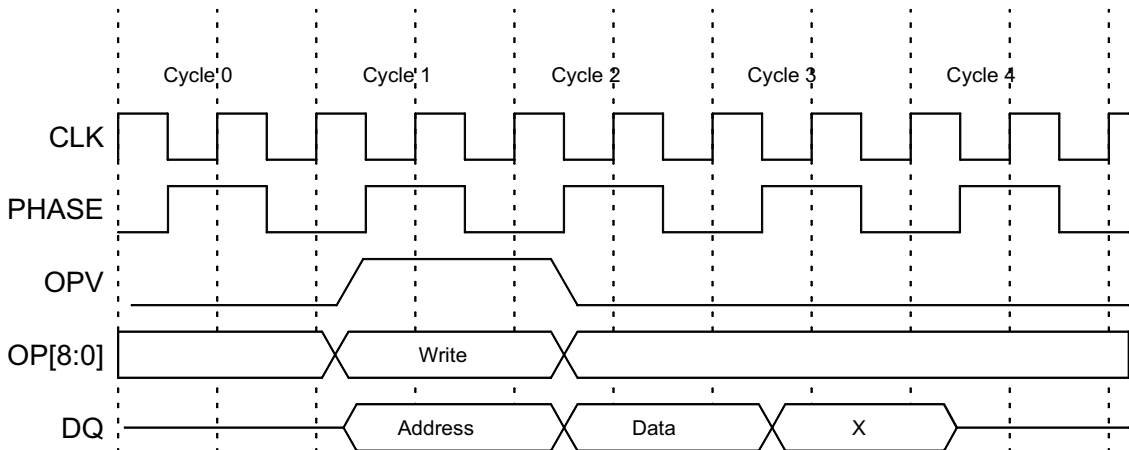 Cycle 0 Cycle 1 Cycle 2 Cycle 3 Cycle 4
CLK
PHASE
OPV
OP[8:0] Write
DQ Address Data X